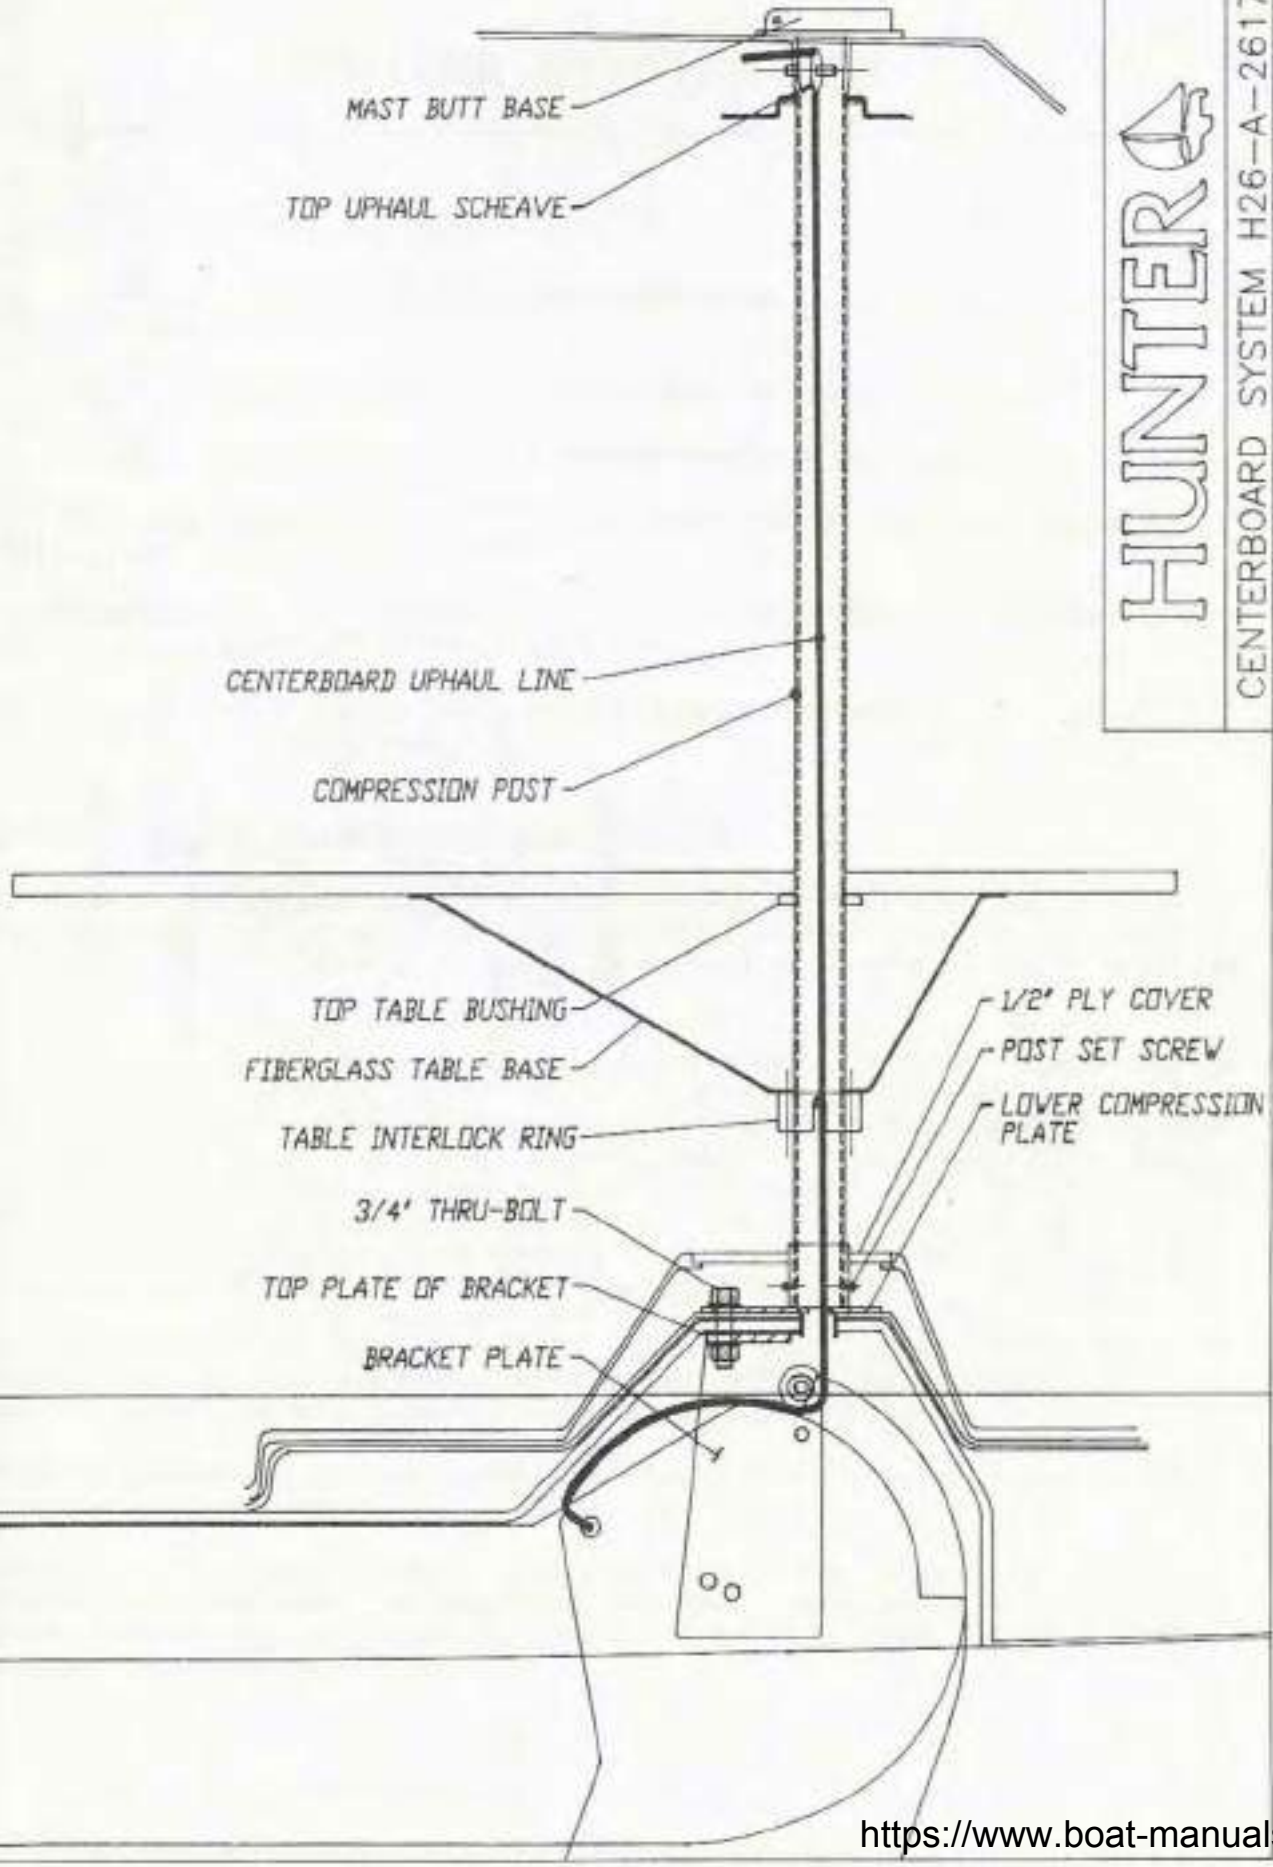 MAST BUTT BASE
TOP UPHAUL SCHEAVE
CENTERBOARD UPHAUL LINE
COMPRESSION POST
TOP TABLE BUSHING
FIBERGLASS TABLE BASE
TABLE INTERLOCK RING
3/4" THRU-BOLT
TOP PLATE OF BRACKET
BRACKET PLATE
1/2" PLY COVER
POST SET SCREW
LOWER COMPRESSION
PLATE
HUNTER
CENTERBOARD SYSTEM H26-A-2617
https://www.boat-manuals